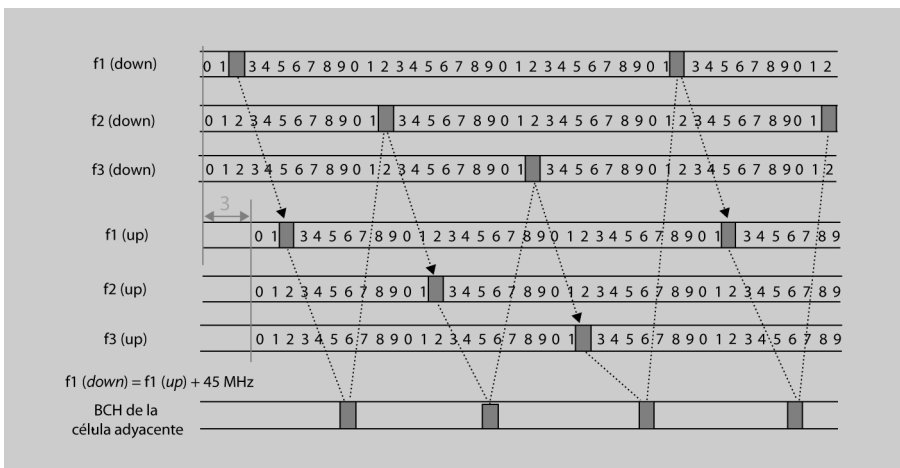 f1 (down) 0 1 3 4 5 6 7 8 9 0 1 2 3 4 5 6 7 8 9 0 1 2 3 4 5 6 7 8 9 0 1 3 4 5 6 7 8 9 0 1 2
f2 (down) 0 1 2 3 4 5 6 7 8 9 0 1 3 4 5 6 7 8 9 0 1 2 3 4 5 6 7 8 9 0 1 2 3 4 5 6 7 8 9 0 1
f3 (down) 0 1 2 3 4 5 6 7 8 9 0 1 2 3 4 5 6 7 8 9 0 1 3 4 5 6 7 8 9 0 1 2 3 4 5 6 7 8 9 0 1 2
3
f1 (up) 0 1 3 4 5 6 7 8 9 0 1 2 3 4 5 6 7 8 9 0 1 2 3 4 5 6 7 8 9 0 1 3 4 5 6 7 8 9
f2 (up) 0 1 2 3 4 5 6 7 8 9 0 1 3 4 5 6 7 8 9 0 1 2 3 4 5 6 7 8 9 0 1 2 3 4 5 6 7 8 9
f3 (up) 0 1 2 3 4 5 6 7 8 9 0 1 2 3 4 5 6 7 8 9 0 1 3 4 5 6 7 8 9 0 1 2 3 4 5 6 7 8 9
f1 (down) = f1 (up) + 45 MHz
BCH de la
célula adyacente